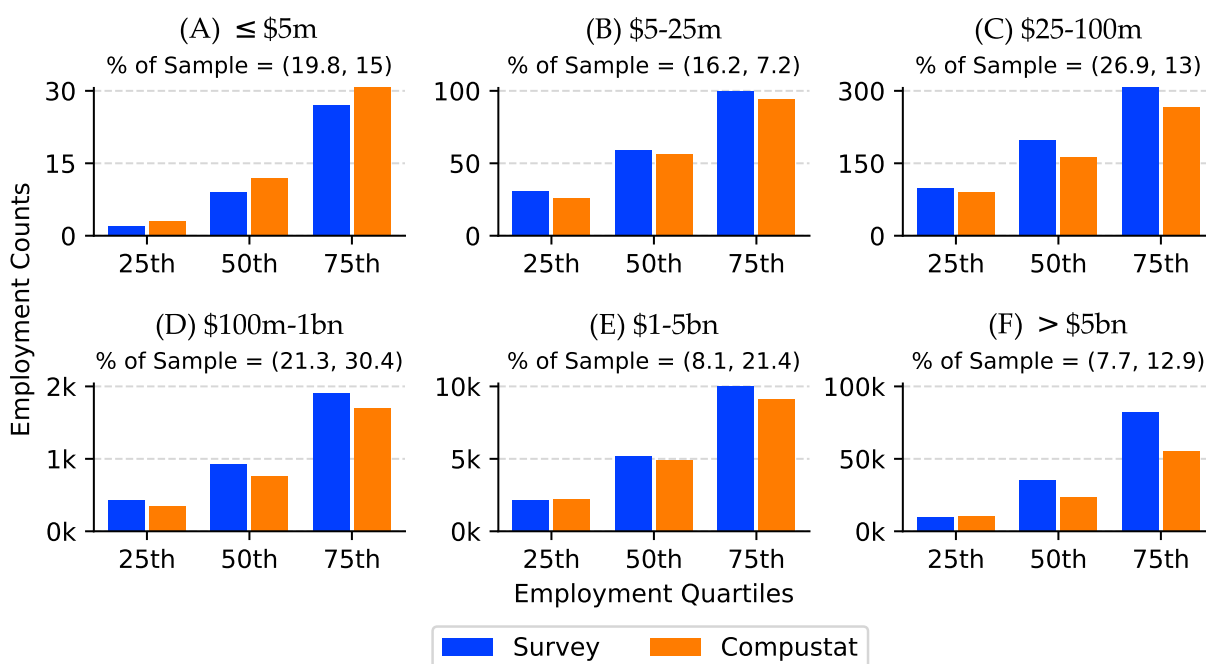 (A) ≤ $5m
% of Sample = (19.8, 15)
30
15
0
25th 50th 75th
(B) $5-25m
% of Sample = (16.2, 7.2)
100
50
0
25th 50th 75th
(C) $25-100m
% of Sample = (26.9, 13)
300
150
0
25th 50th 75th
Employment Counts
(D) $100m-1bn
% of Sample = (21.3, 30.4)
2k
1k
0k
25th 50th 75th
(E) $1-5bn
% of Sample = (8.1, 21.4)
10k
5k
0k
25th 50th 75th
(F) > $5bn
% of Sample = (7.7, 12.9)
100k
50k
0k
25th 50th 75th
Employment Quartiles
Survey Compustat